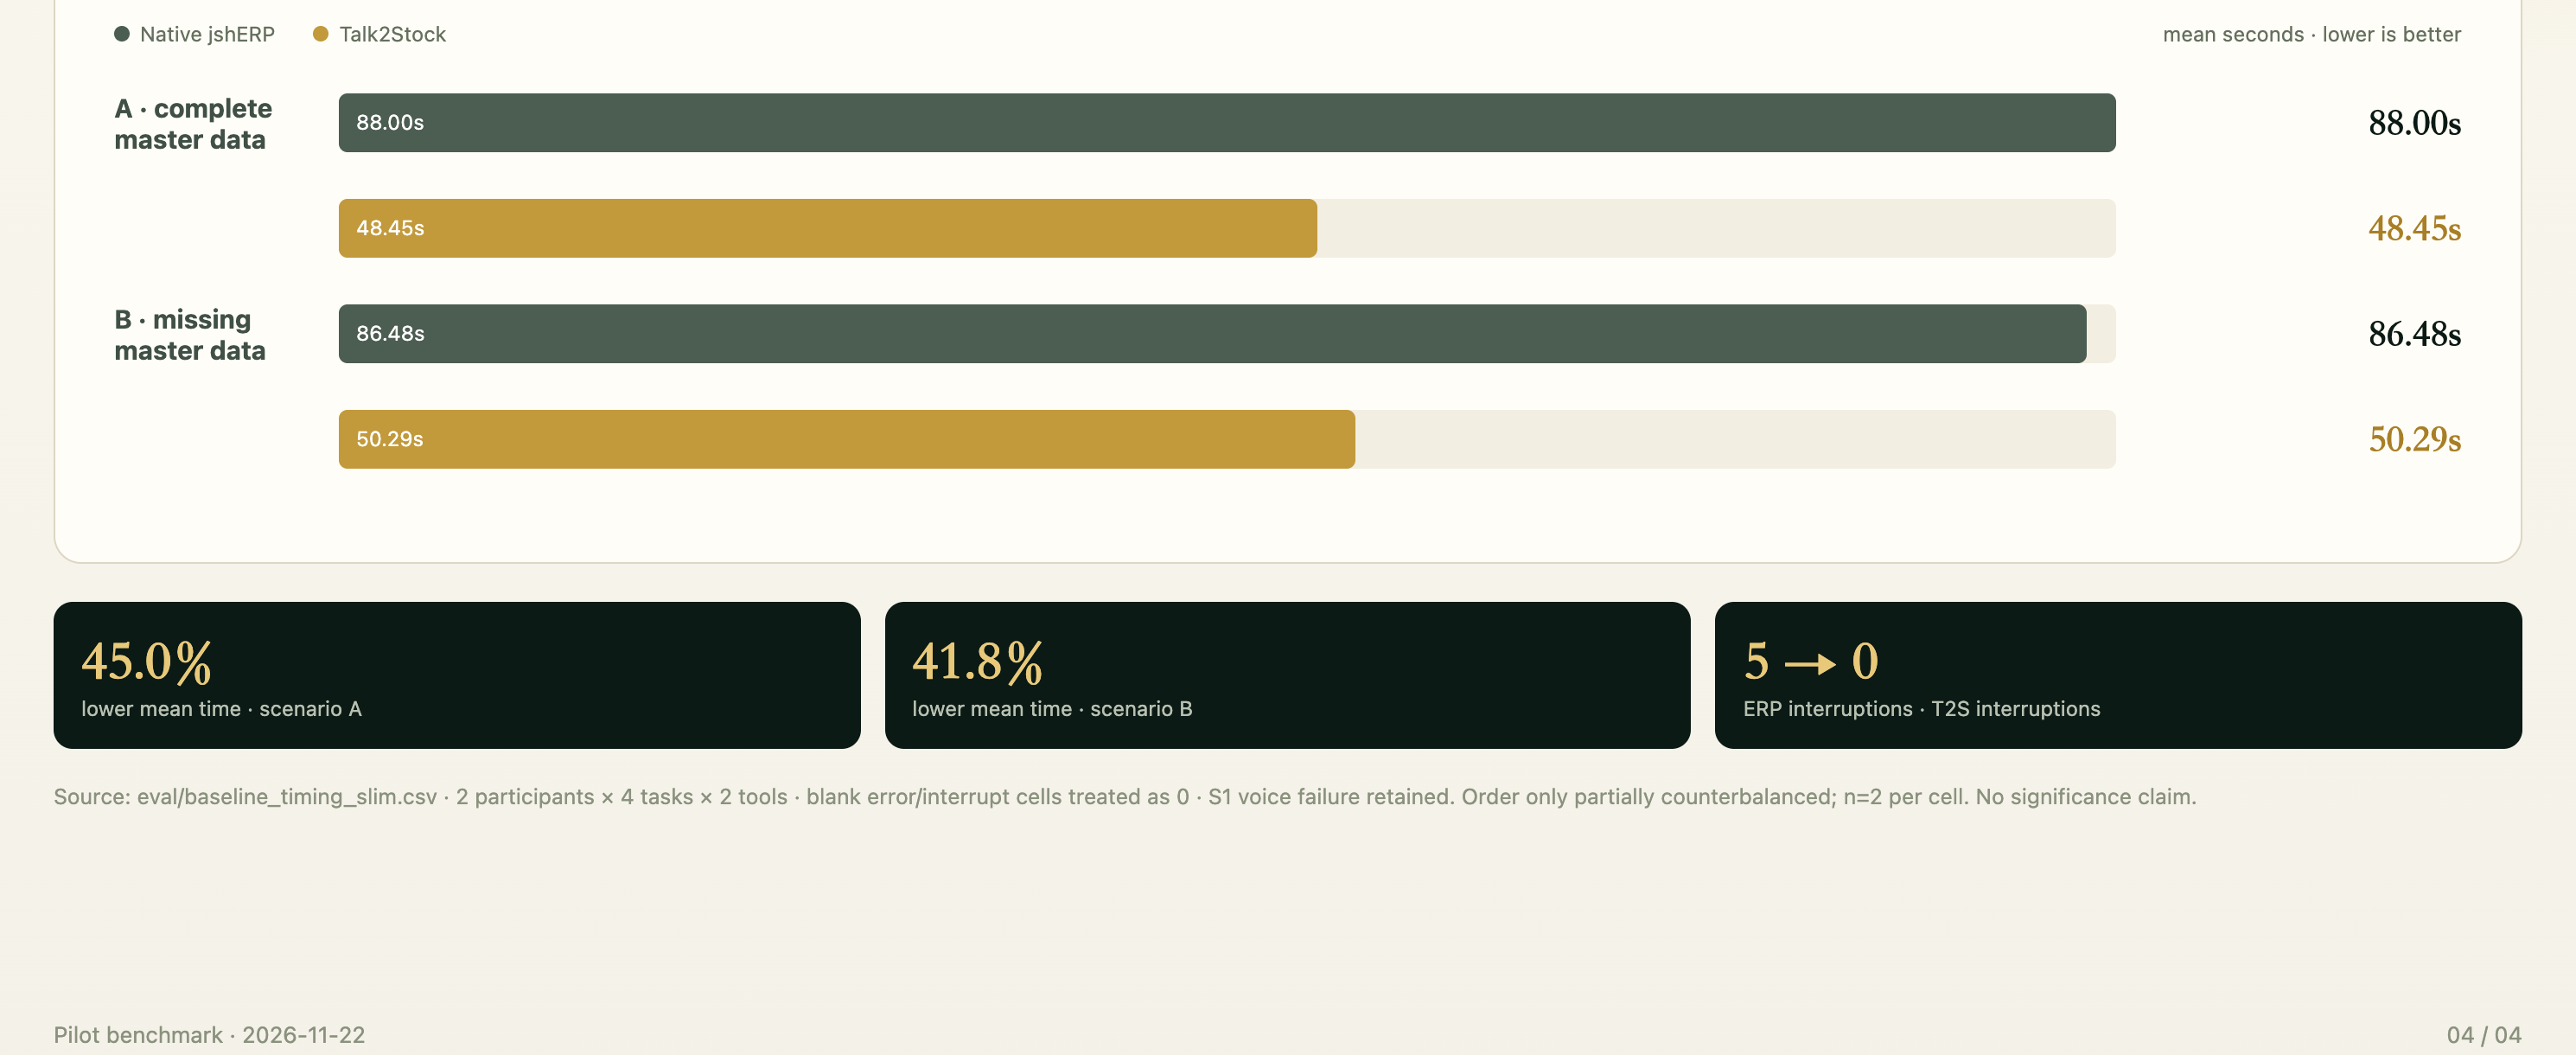 Native jshERP
Talk2Stock
mean seconds · lower is better
A · complete
master data
88.00s
88.00s
48.45s
48.45s
B · missing
master data
86.48s
86.48s
50.29s
50.29s
45.0%
lower mean time · scenario A
41.8%
lower mean time · scenario B
5 → 0
ERP interruptions · T2S interruptions
Source: eval/baseline_timing_slim.csv · 2 participants × 4 tasks × 2 tools · blank error/interrupt cells treated as 0 · S1 voice failure retained. Order only partially counterbalanced; n=2 per cell. No significance claim.
Pilot benchmark · 2026-11-22
04 / 04